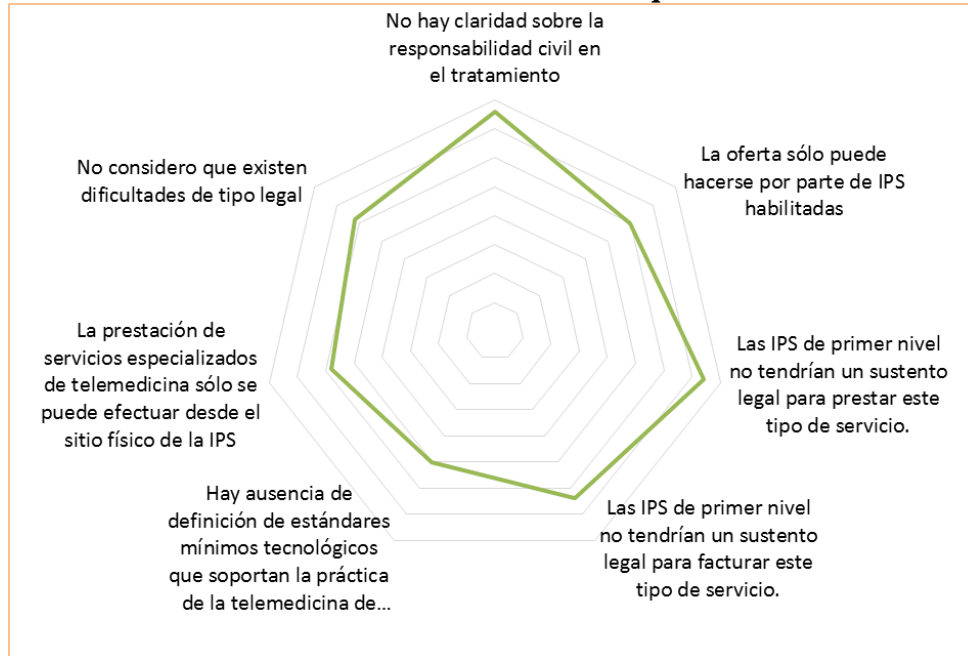 No hay claridad sobre la
responsabilidad civil en
el tratamiento
La oferta sólo puede
hacerse por parte de IPS
habilitadas
Las IPS de primer nivel
no tendrían un sustento
legal para prestar este
tipo de servicio.
Las IPS de primer nivel
no tendrían un sustento
legal para facturar este
tipo de servicio.
Hay ausencia de
definición de estándares
mínimos tecnológicos
que soportan la práctica
de la telemedicina de...
La prestación de
servicios especializados
de telemedicina sólo se
puede efectuar desde el
sitio físico de la IPS
No considero que existen
dificultades de tipo legal